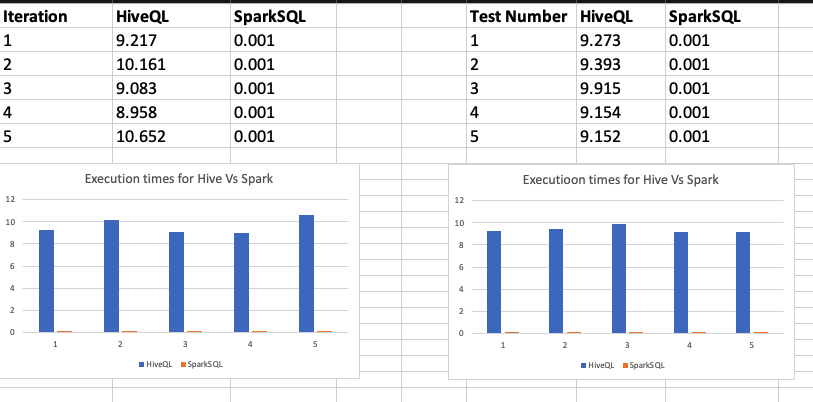 Iteration HiveQL SparkSQL
1 9.217 0.001
2 10.161 0.001
3 9.083 0.001
4 8.958 0.001
5 10.652 0.001
Test Number HiveQL SparkSQL
1 9.273 0.001
2 9.393 0.001
3 9.915 0.001
4 9.154 0.001
5 9.152 0.001
Execution times for Hive Vs Spark
12
10
8
6
4
2
0
1 2 3 4 5
HiveQL SparkSQL
Executioon times for Hive Vs Spark
12
10
8
6
4
2
0
1 2 3 4 5
HiveQL SparkSQL